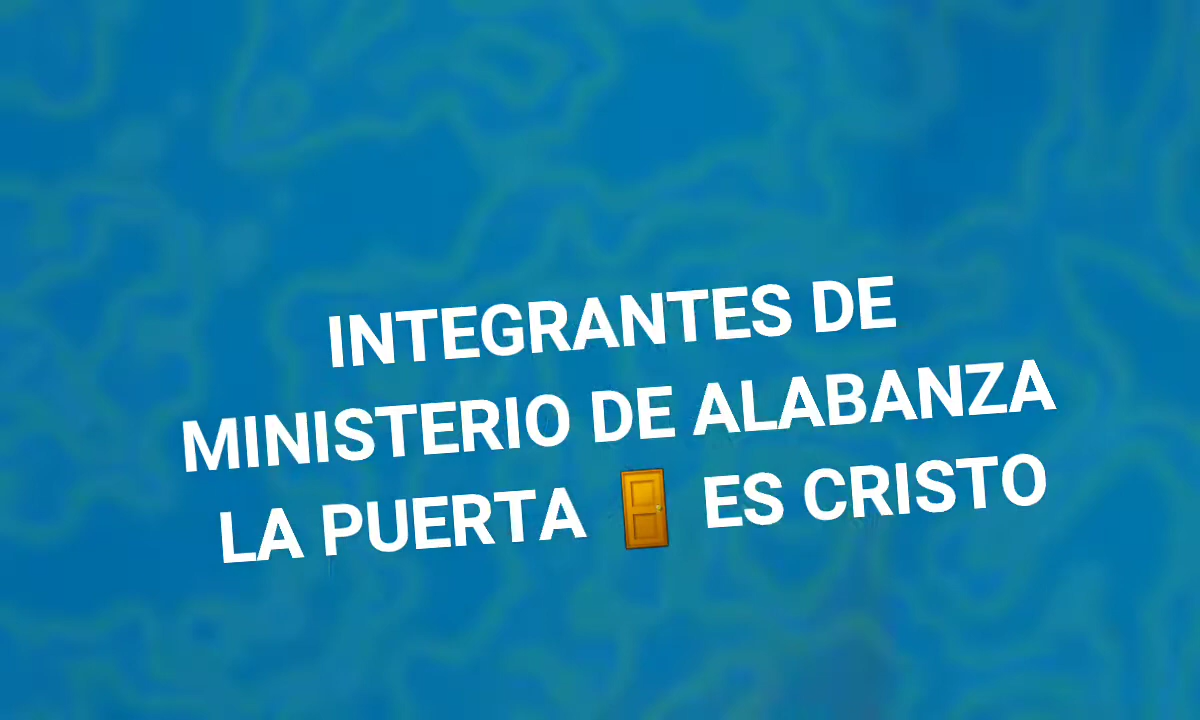 INTEGRANTES DE
MINISTERIO DE ALABANZA
LA PUERTA 🚪 ES CRISTO